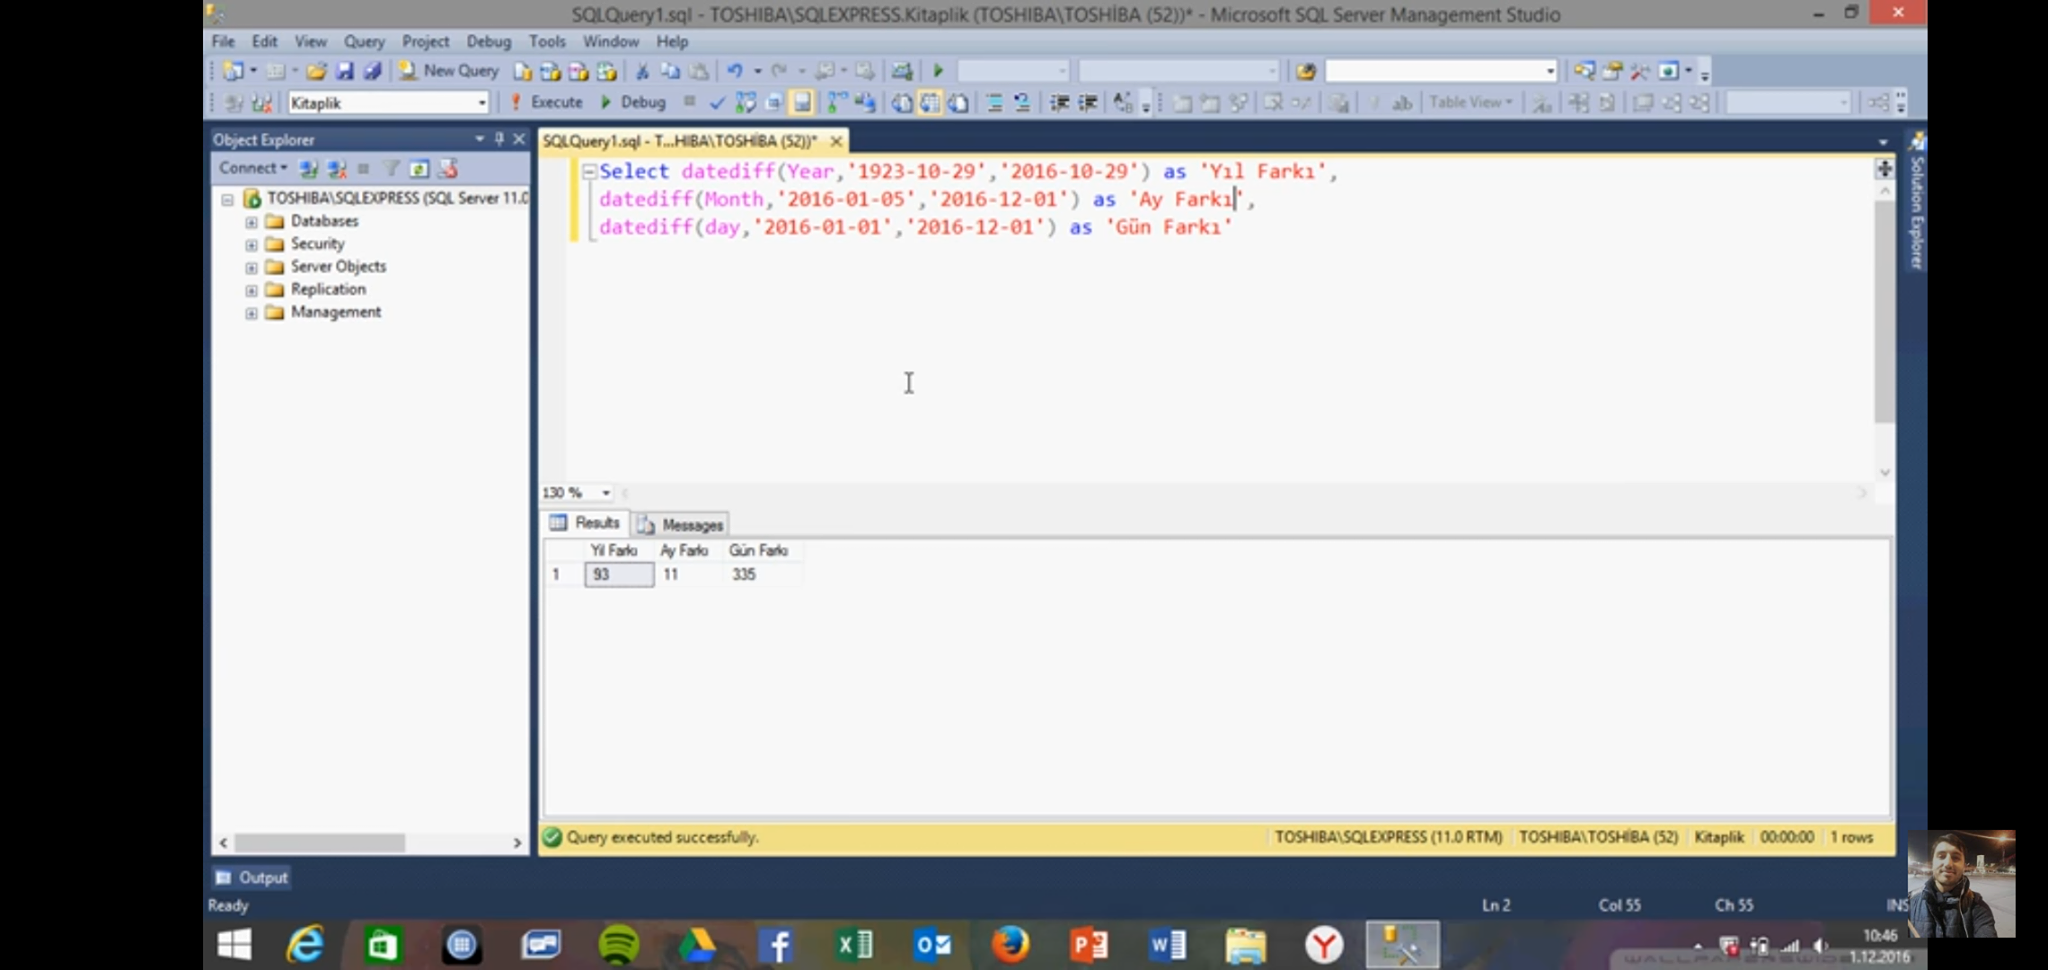 SQLQuery1.sql - TOSHIBA\SQLEXPRESS.Kitaplik (TOSHIBA\TOSHİBA (52))* - Microsoft SQL Server Management Studio
File Edit View Query Project Debug Tools Window Help
New Query
Kitaplik Execute Debug Table View
Object Explorer
Connect
TOSHIBA\SQLEXPRESS (SQL Server 11.0
Databases
Security
Server Objects
Replication
Management
SQLQuery1.sql - T...HIBA\TOSHİBA (52))*
Select datediff(Year,'1923-10-29','2016-10-29') as 'Yıl Farkı',
datediff(Month,'2016-01-05','2016-12-01') as 'Ay Farkı',
datediff(day,'2016-01-01','2016-12-01') as 'Gün Farkı'
Solution Explorer
130 %
Results Messages
Yıl Farkı Ay Farkı Gün Farkı
1 93 11 335
Query executed successfully.
TOSHIBA\SQLEXPRESS (11.0 RTM) TOSHIBA\TOSHİBA (52) Kitaplik 00:00:00 1 rows
Output
Ready Ln 2 Col 55 Ch 55 INS
10:46
1.12.2016